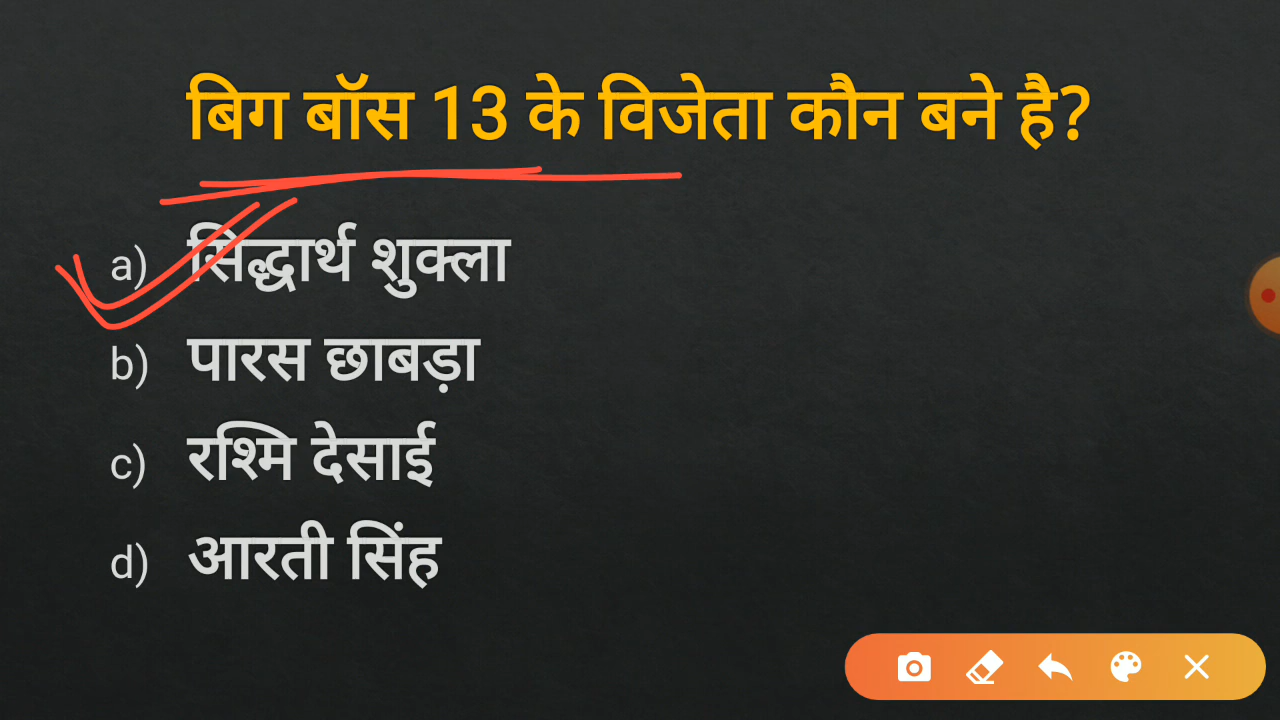 बिग बॉस 13 के विजेता कौन बने है?
a) सिद्धार्थ शुक्ला
b) पारस छाबड़ा
c) रश्मि देसाई
d) आरती सिंह